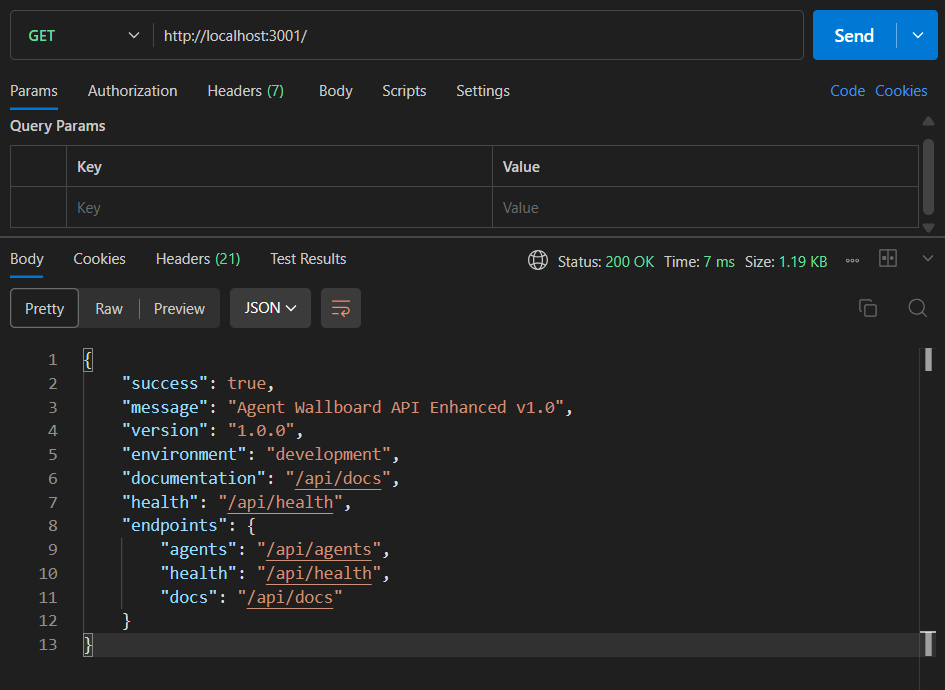 GET http://localhost:3001/ Send
Params Authorization Headers (7) Body Scripts Settings Code Cookies
Query Params
Key Value
Key Value
Body Cookies Headers (21) Test Results Status: 200 OK Time: 7 ms Size: 1.19 KB
Pretty Raw Preview JSON
1 {
2 "success": true,
3 "message": "Agent Wallboard API Enhanced v1.0",
4 "version": "1.0.0",
5 "environment": "development",
6 "documentation": "/api/docs",
7 "health": "/api/health",
8 "endpoints": {
9 "agents": "/api/agents",
10 "health": "/api/health",
11 "docs": "/api/docs"
12 }
13 }